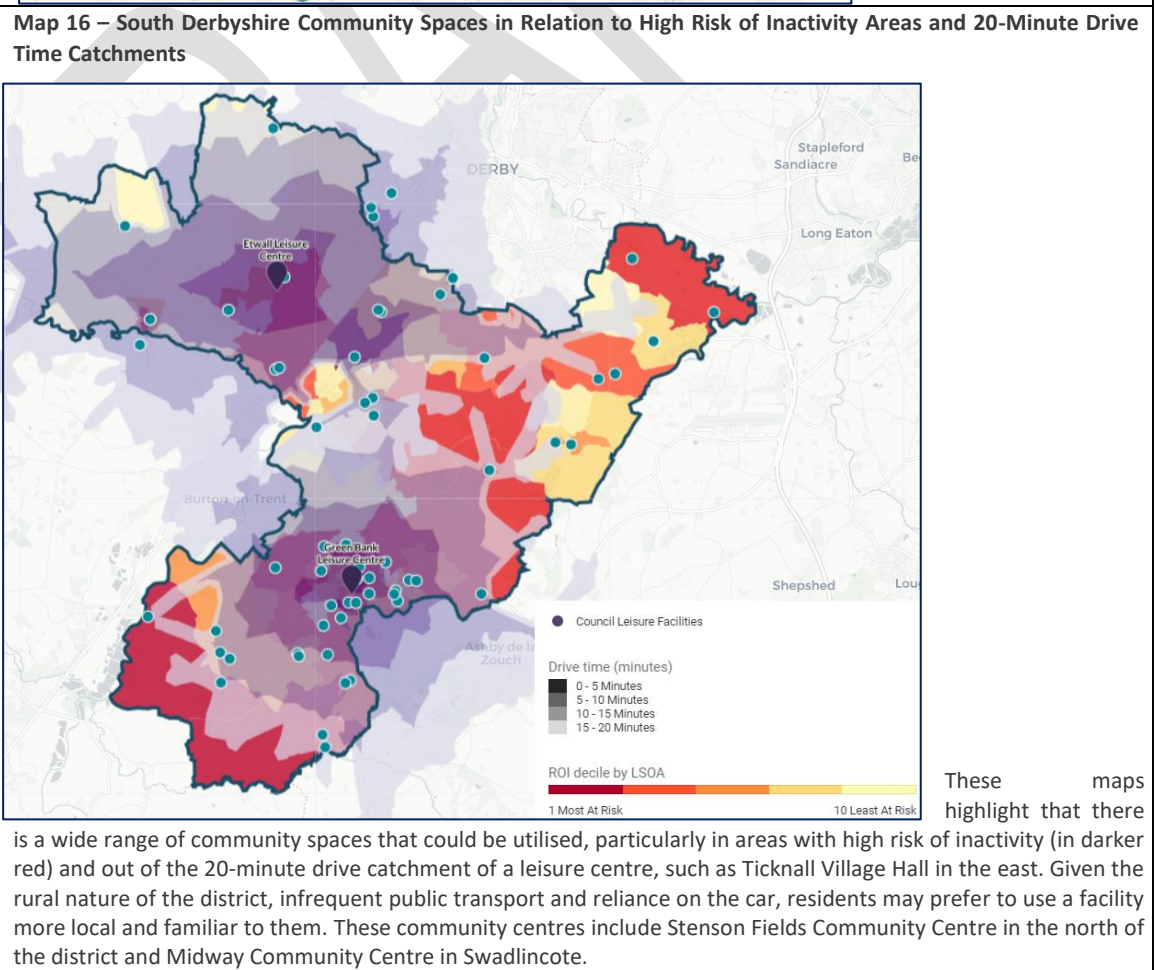 Map 16 – South Derbyshire Community Spaces in Relation to High Risk of Inactivity Areas and 20-Minute Drive
Time Catchments
DERBY
Stapleford
Sandiacre
Be
Long Eaton
Etwall Leisure
Centre
Burton-on-Trent
Green Bank
Leisure Centre
Shepshed
Lou
Ashby de la
Zouch
Council Leisure Facilities
Drive time (minutes)
0 - 5 Minutes
5 - 10 Minutes
10 - 15 Minutes
15 - 20 Minutes
ROI decile by LSOA
1 Most At Risk
10 Least At Risk
These maps
highlight that there
is a wide range of community spaces that could be utilised, particularly in areas with high risk of inactivity (in darker
red) and out of the 20-minute drive catchment of a leisure centre, such as Ticknall Village Hall in the east. Given the
rural nature of the district, infrequent public transport and reliance on the car, residents may prefer to use a facility
more local and familiar to them. These community centres include Stenson Fields Community Centre in the north of
the district and Midway Community Centre in Swadlincote.